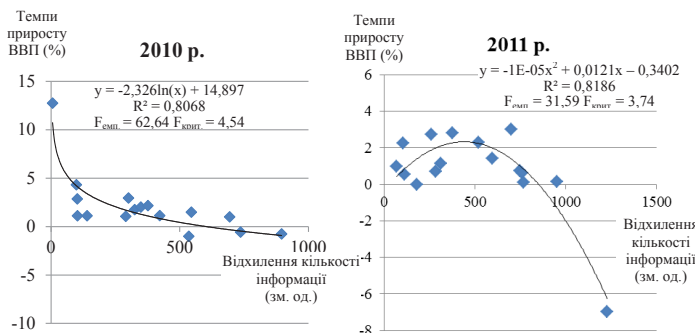 Темпи
приросту
ВВП (%)
2010 р.
y = -2,326ln(x) + 14,897
R² = 0,8068
Fемп. = 62,64 Fкрит. = 4,54
15
10
5
0
-5
-10
0
500
1000
Відхилення кількості
інформації
(зм. од.)
Темпи
приросту
ВВП (%)
2011 р.
y = -1E-05x² + 0,0121x – 0,3402
R² = 0,8186
Fемп = 31,59 Fкрит = 3,74
6
4
2
0
-2
-4
-6
-8
0
500
1000
1500
Відхилення
кількості
інформації
(зм. од.)